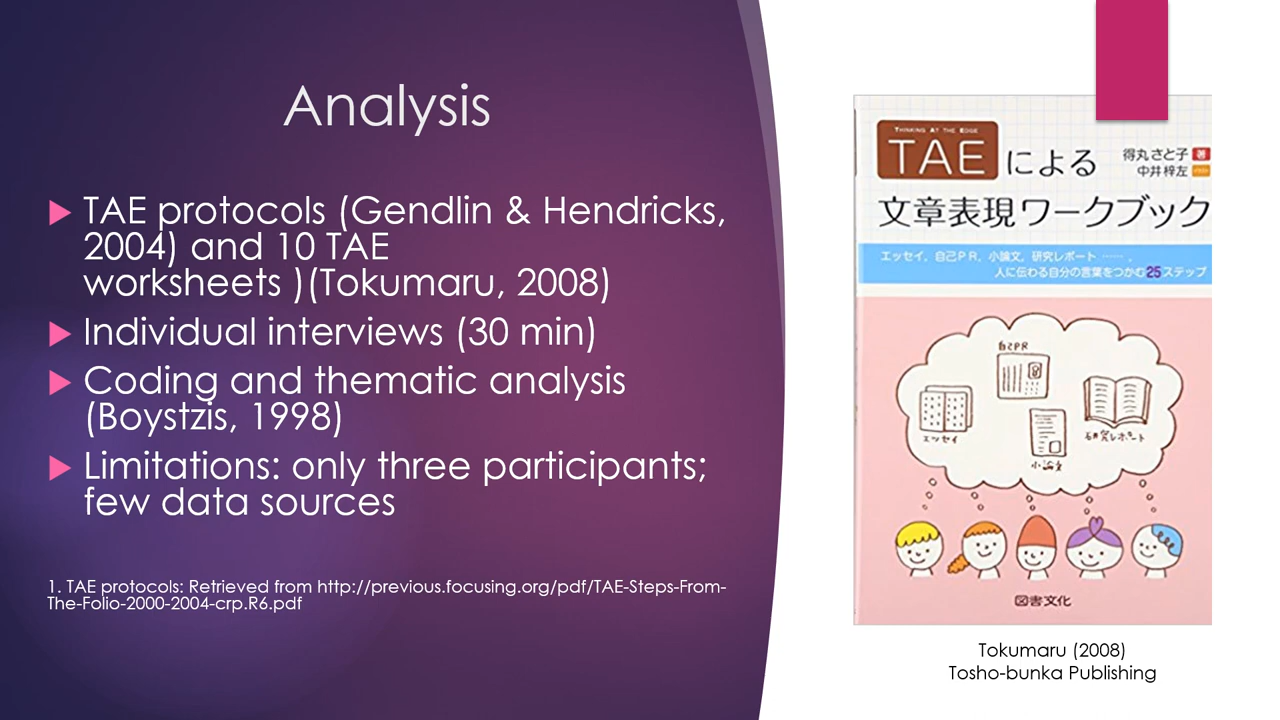 Analysis
TAE protocols (Gendlin & Hendricks,
2004) and 10 TAE
worksheets )(Tokumaru, 2008)
Individual interviews (30 min)
Coding and thematic analysis
(Boystzis, 1998)
Limitations: only three participants;
few data sources
1. TAE protocols: Retrieved from http://previous.focusing.org/pdf/TAE-Steps-From-
The-Folio-2000-2004-crp.R6.pdf
THINKING AT THE EDGE
TAEによる
得丸さと子 著
中井梓左
文章表現ワークブック
エッセイ，自己PR，小論文，研究レポート……，
人に伝わる自分の言葉をつかむ25ステップ
自己PR
エッセイ
研究レポート
小論文
図書文化
Tokumaru (2008)
Tosho-bunka Publishing